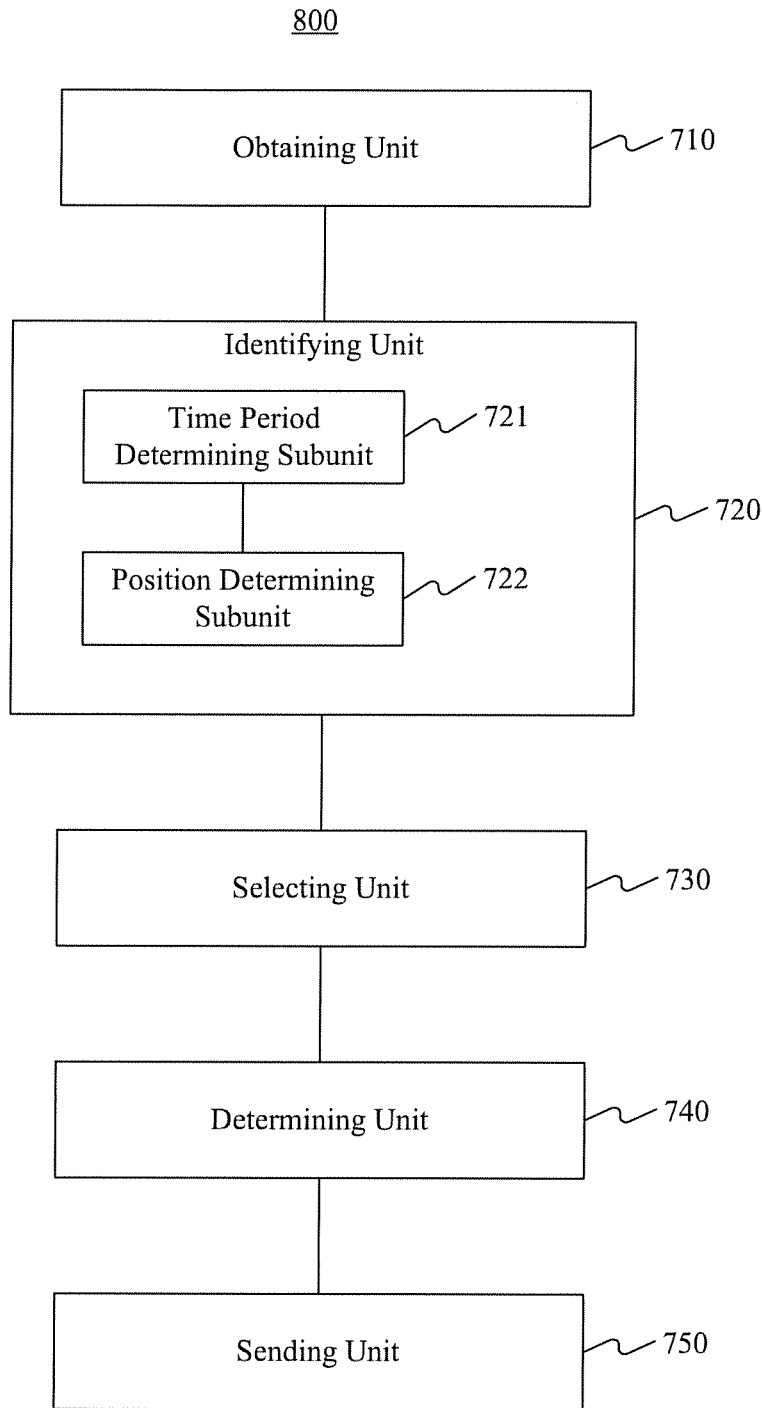 800
Obtaining Unit
710
Identifying Unit
Time Period
Determining Subunit
721
720
Position Determining
Subunit
722
Selecting Unit
730
Determining Unit
740
Sending Unit
750